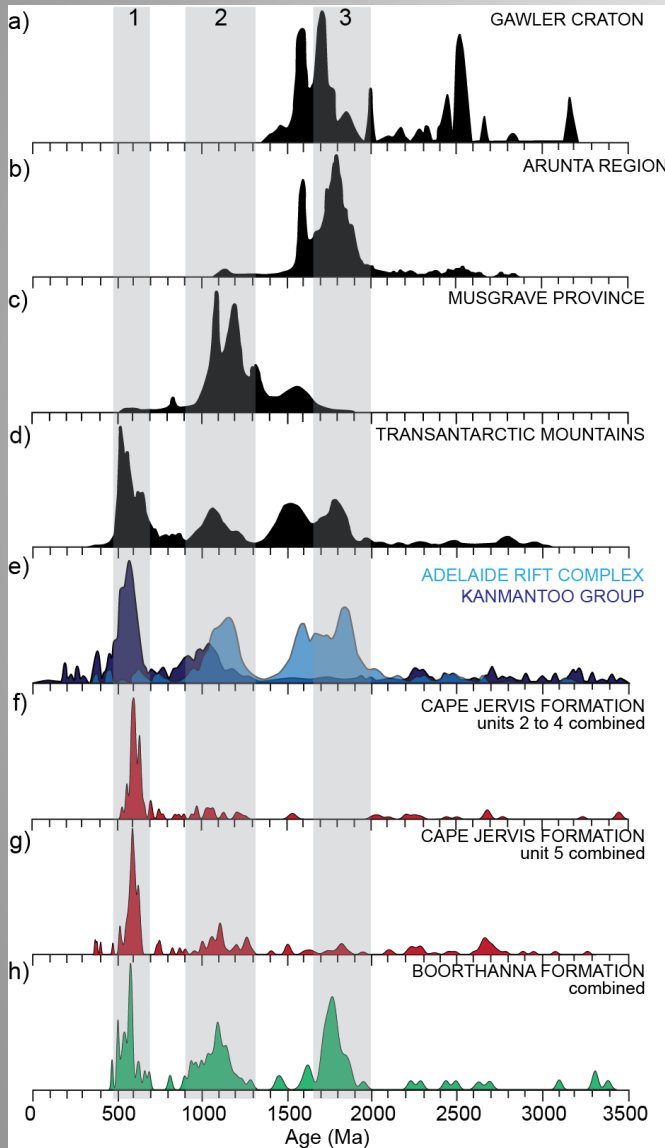 1 2 3
a) GAWLER CRATON
b) ARUNTA REGION
c) MUSGRAVE PROVINCE
d) TRANSANTARCTIC MOUNTAINS
e) ADELAIDE RIFT COMPLEX
KANMANTOO GROUP
f) CAPE JERVIS FORMATION
units 2 to 4 combined
g) CAPE JERVIS FORMATION
unit 5 combined
h) BOORTHANNA FORMATION
combined
0 500 1000 1500 2000 2500 3000 3500
Age (Ma)